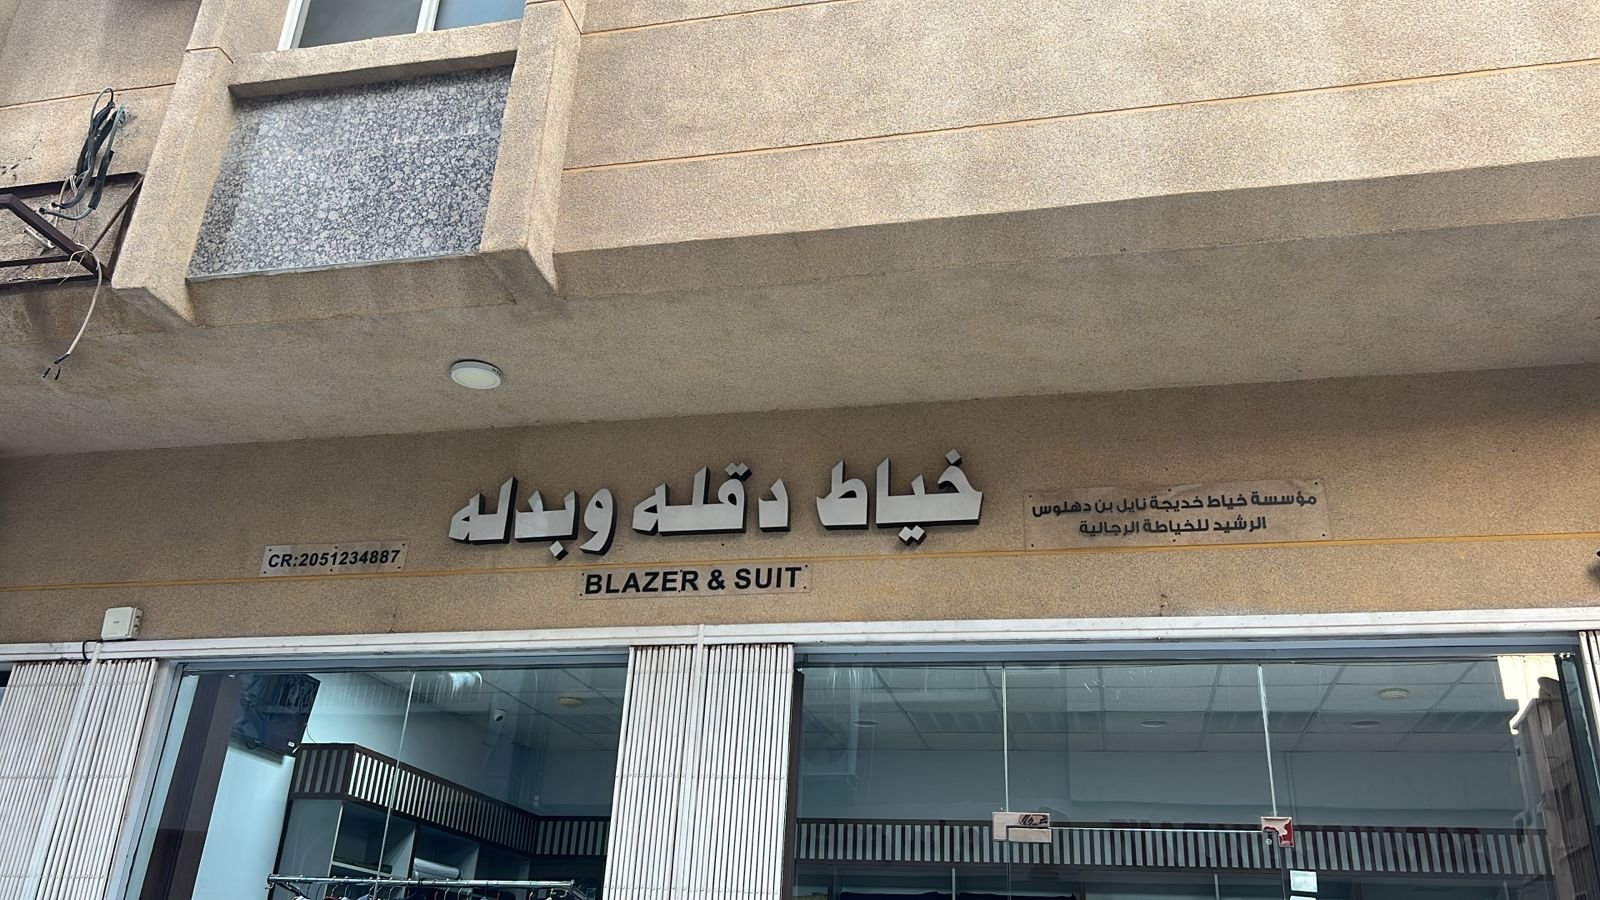 خياط دقله وبدله
BLAZER & SUIT
مؤسسة خياط خديجة نايل بن دهلوس
الرشيد للخياطة الرجالية
CR:2051234887